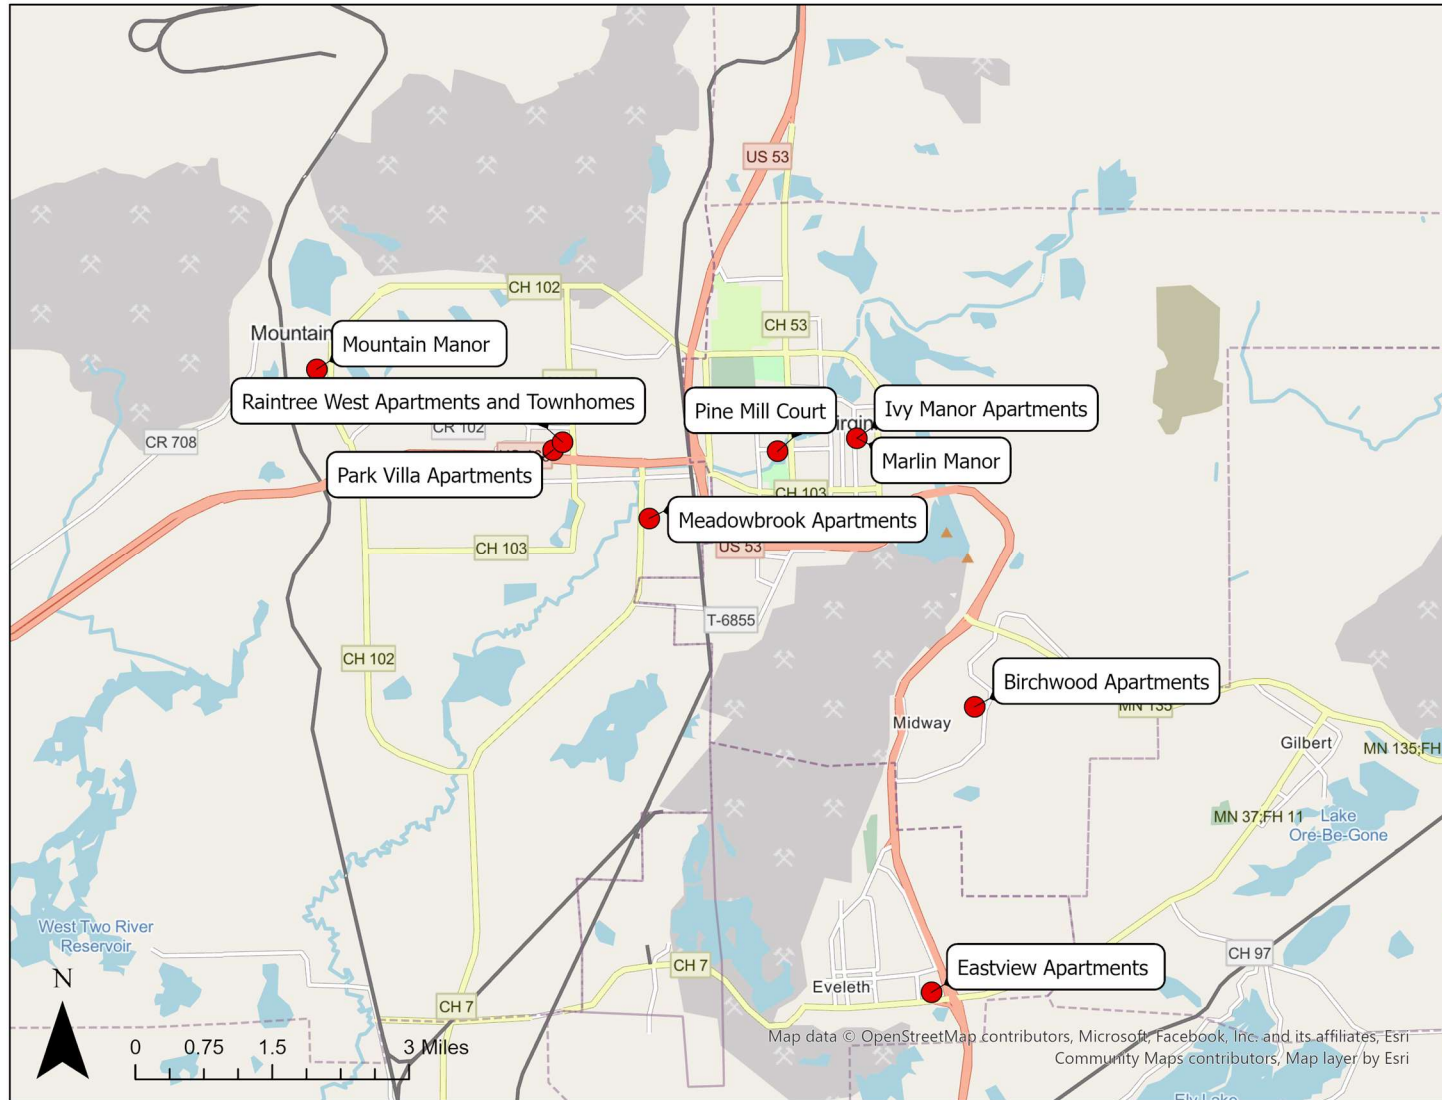 US 53
CH 102
CH 53
Mountain
Mountain Manor
Raintree West Apartments and Townhomes
Pine Mill Court
Ivy Manor Apartments
CR 102
CR 708
Marlin Manor
Park Villa Apartments
CH 103
Meadowbrook Apartments
US 53
CH 103
T-6855
CH 102
Birchwood Apartments
MN 135
Midway
Gilbert
MN 135;FH
MN 37;FH 11
Lake
Ore-Be-Gone
West Two River
Reservoir
CH 97
CH 7
Eastview Apartments
N
Eveleth
CH 7
0 0.75 1.5 3 Miles
Map data © OpenStreetMap contributors, Microsoft, Facebook, Inc. and its affiliates, Esri
Community Maps contributors, Map layer by Esri
Ely Lake